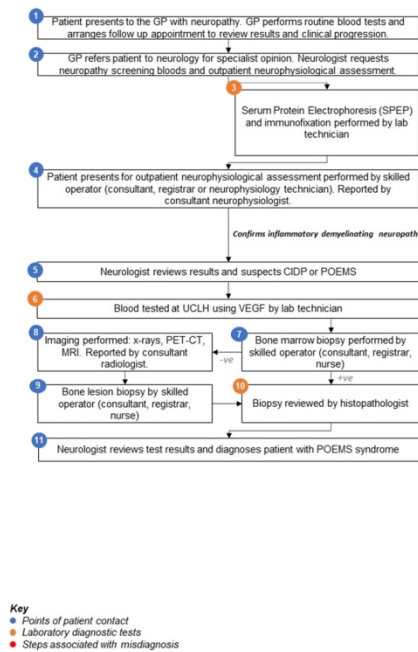 1
Patient presents to the GP with neuropathy. GP performs routine blood tests and
arranges follow up appointment to review results and clinical progression.
2
GP refers patient to neurology for specialist opinion. Neurologist requests
neuropathy screening bloods and outpatient neurophysiological assessment.
3
Serum Protein Electrophoresis (SPEP)
and immunofixation performed by lab
technician
4
Patient presents for outpatient neurophysiological assessment performed by skilled
operator (consultant, registrar or neurophysiology technician). Reported by
consultant neurophysiologist.
Confirms inflammatory demyelinating neuropath
5
Neurologist reviews results and suspects CIDP or POEMS
6
Blood tested at UCLH using VEGF by lab technician
8
Imaging performed: x-rays, PET-CT,
MRI. Reported by consultant
radiologist.
-ve
7
Bone marrow biopsy performed by
skilled operator (consultant, registrar,
nurse)
+ve
9
Bone lesion biopsy by skilled
operator (consultant, registrar,
nurse)
10
Biopsy reviewed by histopathologist
11
Neurologist reviews test results and diagnoses patient with POEMS syndrome
Key
Points of patient contact
Laboratory diagnostic tests
Steps associated with misdiagnosis